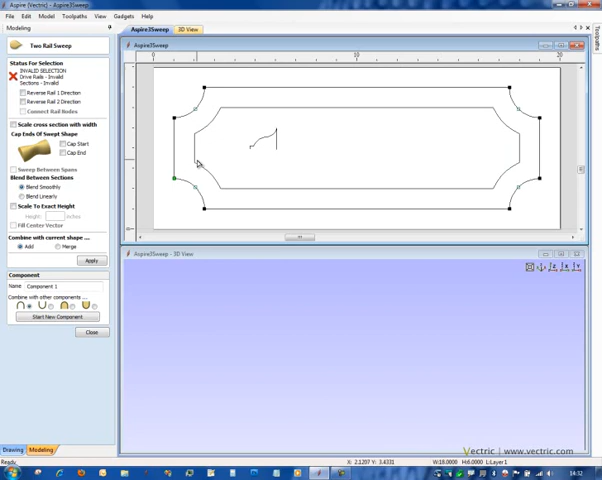 Aspire (Vectric) - Aspire3Sweep
File Edit Model Toolpaths View Gadgets Help
Modeling
Two Rail Sweep
Status For Selection
INVALID SELECTION
Drive Rails - Invalid
Sections - Invalid
Reverse Rail 1 Direction
Reverse Rail 2 Direction
Connect Rail Nodes
Scale cross section with width
Cap Ends Of Swept Shape
Cap Start
Cap End
Sweep Between Spans
Blend Between Sections
Blend Smoothly
Blend Linearly
Scale To Exact Height
Height: inches
Fill Center Vector
Combine with current shape ....
Add Merge
Apply
Component
Name Component 1
Combine with other components ...
Start New Component
Close
Drawing Modeling
Ready
Aspire3Sweep 3D View
Aspire3Sweep
0 10 20
Aspire3Sweep - 3D View
Toolpaths
Vectric : www.vectric.com
X: 2.1207 Y: 3.4331 W:18.0000 H:6.0000 L:Layer1
14:32